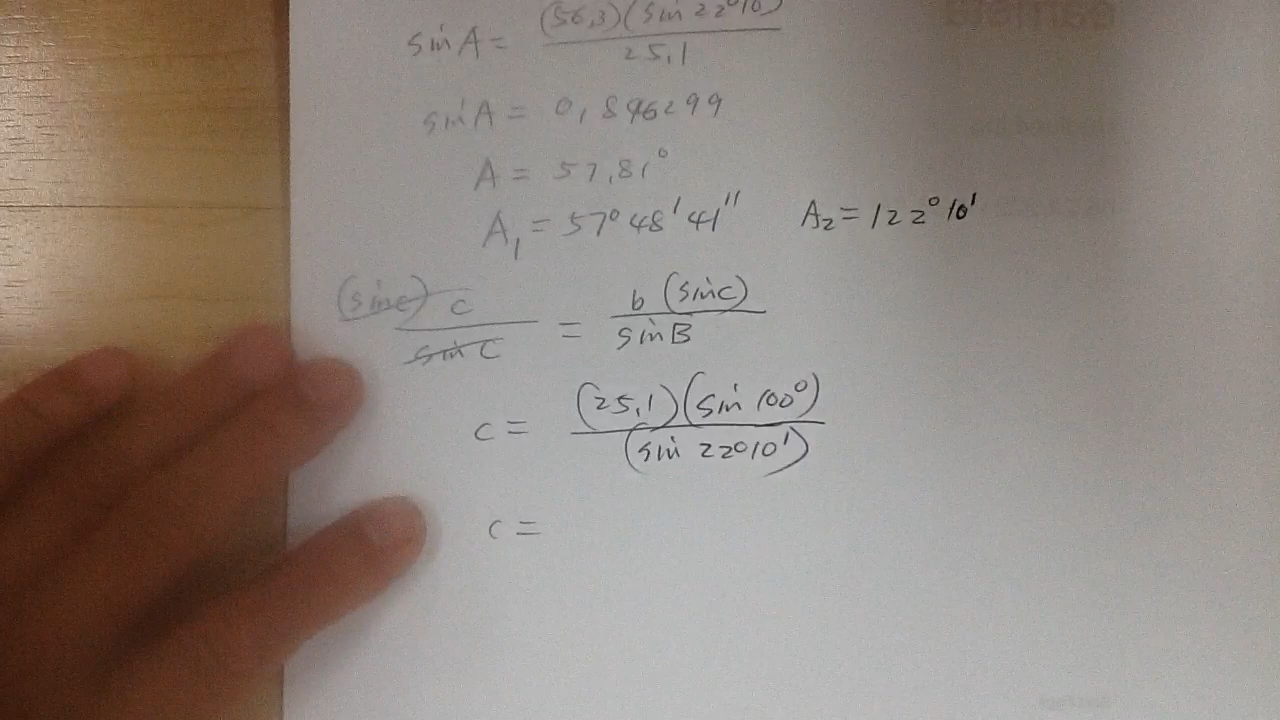 sin A = (56,3)(sin 22°10') / 25,1
sin A = 0,846299
A = 57,81°
A₁ = 57°48'41" A₂ = 122°10'
(sin c) c / sin C = b (sin c) / sin B
c = (25,1)(sin 100°) / (sin 22°10')
c =